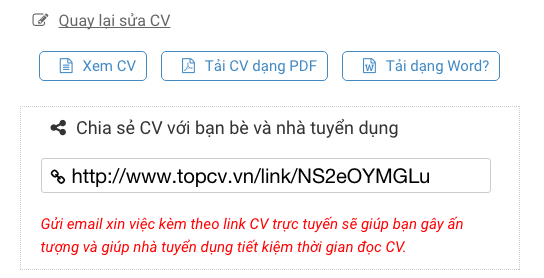 Quay lại sửa CV
Xem CV Tải CV dạng PDF Tải dạng Word?
Chia sẻ CV với bạn bè và nhà tuyển dụng
http://www.topcv.vn/link/NS2eOYMGLu
Gửi email xin việc kèm theo link CV trực tuyến sẽ giúp bạn gây ấn
tượng và giúp nhà tuyển dụng tiết kiệm thời gian đọc CV.